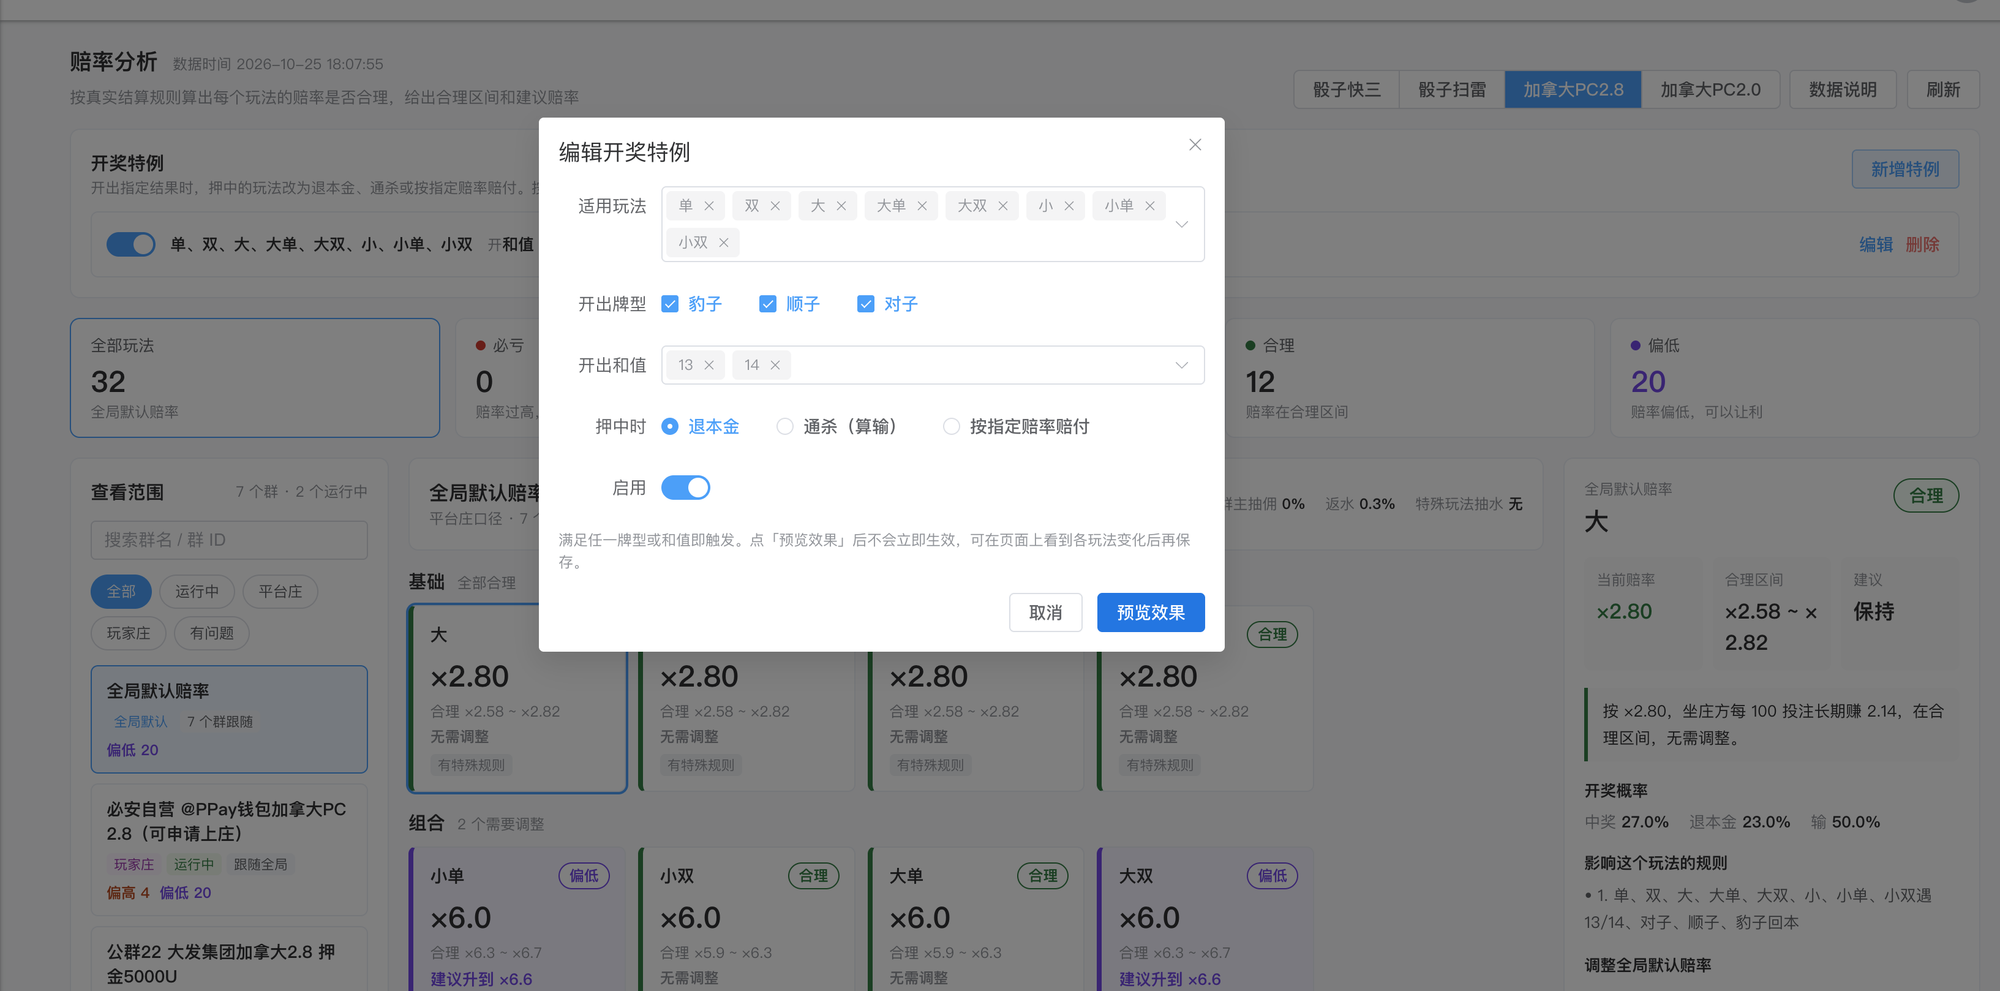 赔率分析 数据时间 2026-10-25 18:07:55
按真实结算规则算出每个玩法的赔率是否合理，给出合理区间和建议赔率
骰子快三 骰子扫雷 加拿大PC2.8 加拿大PC2.0 数据说明 刷新
开奖特例
开出指定结果时，押中的玩法改为退本金、通杀或按指定赔率赔付。
新增特例
单、双、大、大单、大双、小、小单、小双 开和值
编辑 删除
编辑开奖特例
适用玩法 单 双 大 大单 大双 小 小单
小双
开出牌型 豹子 顺子 对子
开出和值 13 14
押中时 退本金 通杀（算输） 按指定赔率赔付
启用
满足任一牌型或和值即触发。点「预览效果」后不会立即生效，可在页面上看到各玩法变化后再保
存。
取消 预览效果
全部玩法
32
全局默认赔率
必亏
0
赔率过高，
合理
12
赔率在合理区间
偏低
20
赔率偏低，可以让利
查看范围 7 个群 · 2 个运行中
搜索群名 / 群 ID
全部 运行中 平台庄
玩家庄 有问题
全局默认赔率
全局默认 7 个群跟随
偏低 20
必安自营 @PPay钱包加拿大PC
2.8（可申请上庄）
玩家庄 运行中 跟随全局
偏高 4 偏低 20
公群22 大发集团加拿大2.8 押
金5000U
全局默认赔率
平台庄口径 · 7
群主抽佣 0% 返水 0.3% 特殊玩法抽水 无
基础 全部合理
大
×2.80
合理 ×2.58 ~ ×2.82
无需调整
有特殊规则
×2.80
合理 ×2.58 ~ ×2.82
无需调整
有特殊规则
×2.80
合理 ×2.58 ~ ×2.82
无需调整
有特殊规则
合理
×2.80
合理 ×2.58 ~ ×2.82
无需调整
有特殊规则
组合 2 个需要调整
小单 偏低
×6.0
合理 ×6.3 ~ ×6.7
建议升到 ×6.6
小双 合理
×6.0
合理 ×5.9 ~ ×6.3
无需调整
大单 合理
×6.0
合理 ×5.9 ~ ×6.3
无需调整
大双 偏低
×6.0
合理 ×6.3 ~ ×6.7
建议升到 ×6.6
全局默认赔率
大
合理
当前赔率
×2.80
合理区间
×2.58 ~ ×
2.82
建议
保持
按 ×2.80，坐庄方每 100 投注长期赚 2.14，在合
理区间，无需调整。
开奖概率
中奖 27.0% 退本金 23.0% 输 50.0%
影响这个玩法的规则
• 1. 单、双、大、大单、大双、小、小单、小双遇
13/14、对子、顺子、豹子回本
调整全局默认赔率